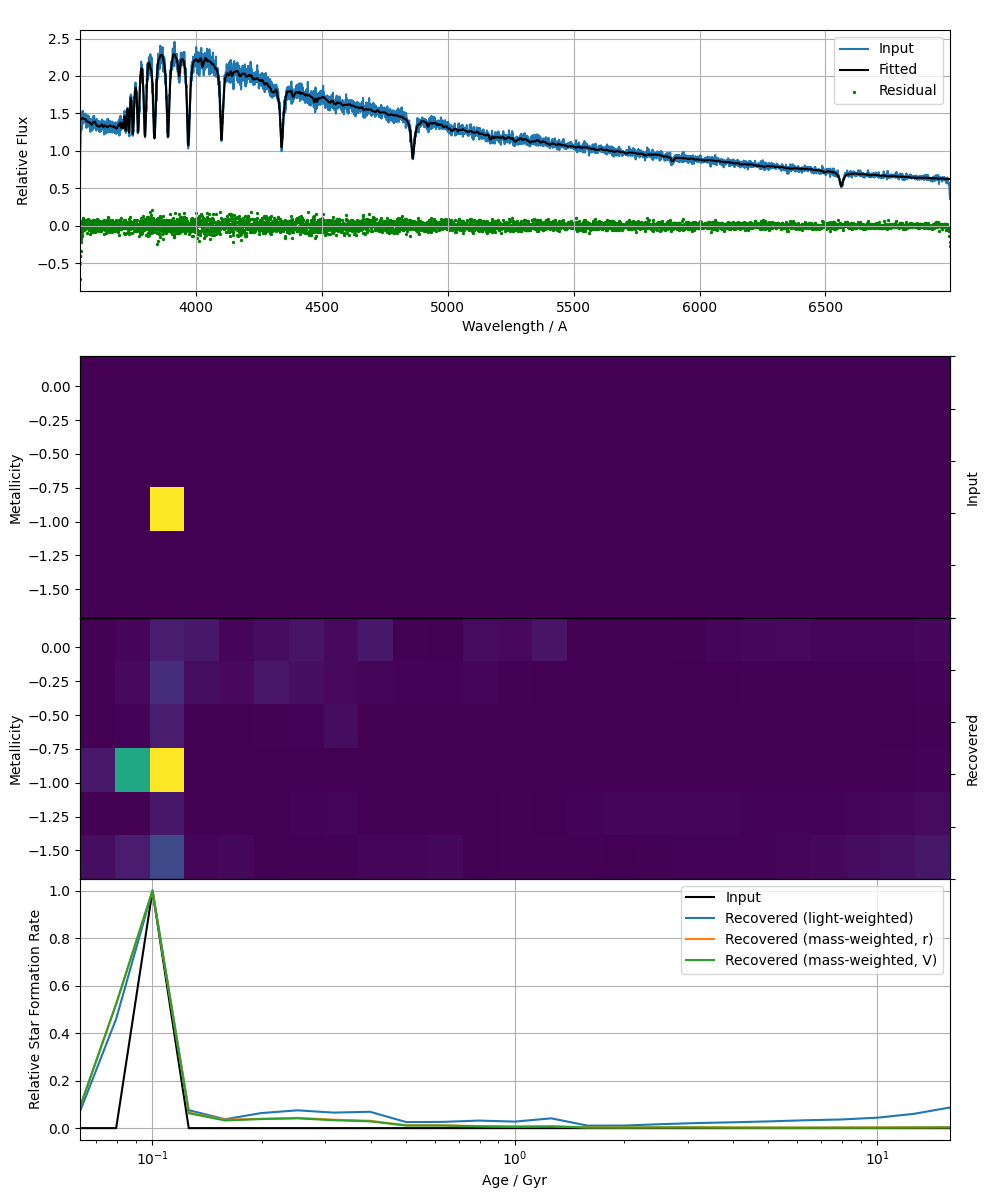 2.5
2.0
1.5
1.0
0.5
0.0
−0.5
Relative Flux
Input
Fitted
Residual
4000 4500 5000 5500 6000 6500
Wavelength / A
0.00
−0.25
−0.50
−0.75
−1.00
−1.25
−1.50
Metallicity
Input
0.00
−0.25
−0.50
−0.75
−1.00
−1.25
−1.50
Metallicity
Recovered
1.0
0.8
0.6
0.4
0.2
0.0
Relative Star Formation Rate
Input
Recovered (light-weighted)
Recovered (mass-weighted, r)
Recovered (mass-weighted, V)
10⁻¹ 10⁰ 10¹
Age / Gyr